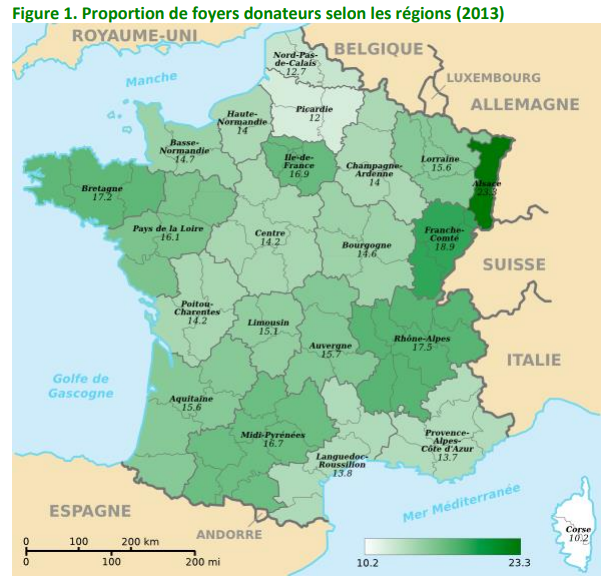 Figure 1. Proportion de foyers donateurs selon les régions (2013)
ROYAUME-UNI
BELGIQUE
Nord-Pas-
de-Calais
12.7
LUXEMBOURG
Manche
ALLEMAGNE
Picardie
12
Haute-
Normandie
14
Basse-
Normandie
14.7
Ile-de-
France
16.9
Champagne-
Ardenne
14
Lorraine
15.6
Alsace
23.3
Bretagne
17.2
Pays de la Loire
16.1
Centre
14.2
Bourgogne
14.6
Franche-
Comté
18.9
SUISSE
Poitou-
Charentes
14.2
Limousin
15.1
Auvergne
15.7
Rhône-Alpes
17.5
ITALIE
Golfe de
Gascogne
Aquitaine
15.6
Midi-Pyrénées
16.7
Languedoc-
Roussillon
13.8
Provence-
Alpes-
Côte d'Azur
13.7
Mer Méditerranée
ESPAGNE
ANDORRE
Corse
10.2
0 100 200 km
0 100 200 mi
10.2 23.3